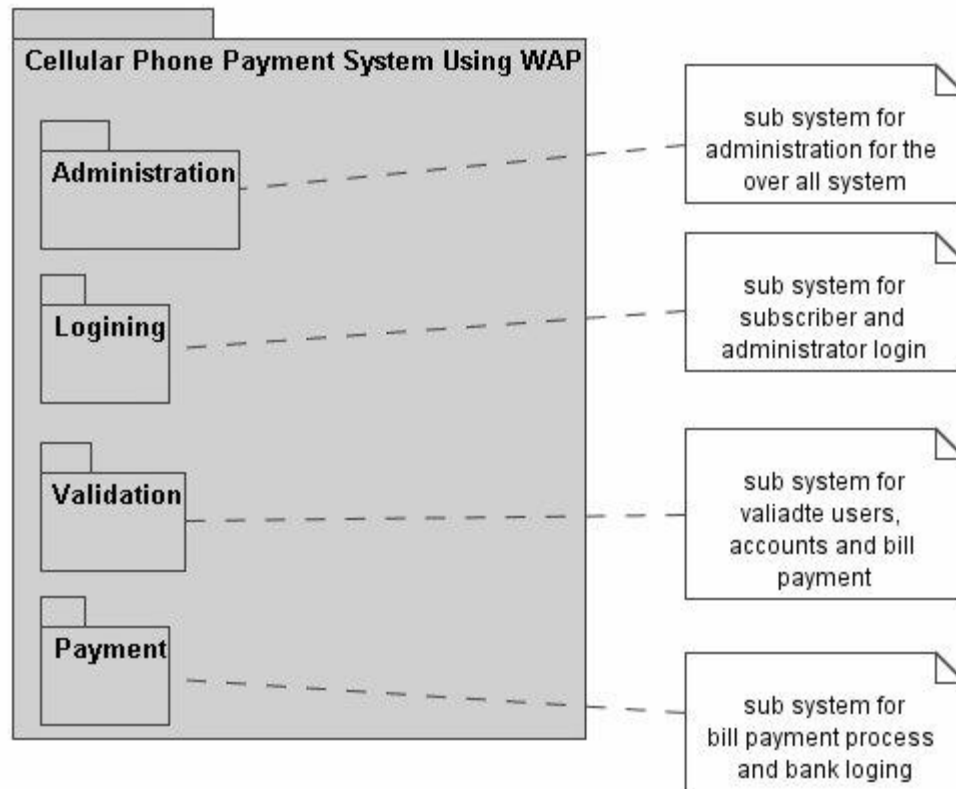 Cellular Phone Payment System Using WAP
Administration
sub system for
administration for the
over all system
Logining
sub system for
subscriber and
administrator login
Validation
sub system for
valiadte users,
accounts and bill
payment
Payment
sub system for
bill payment process
and bank loging